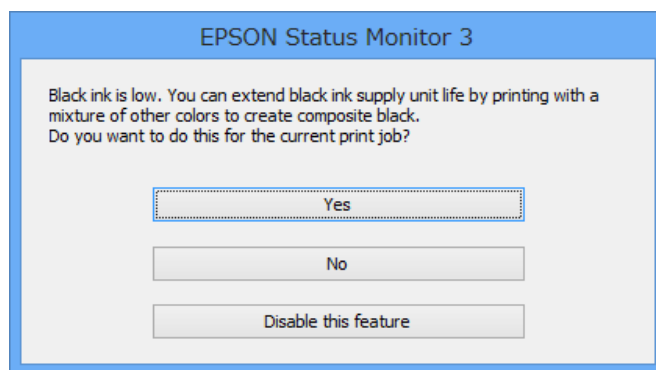 EPSON Status Monitor 3
Black ink is low. You can extend black ink supply unit life by printing with a
mixture of other colors to create composite black.
Do you want to do this for the current print job?
Yes
No
Disable this feature